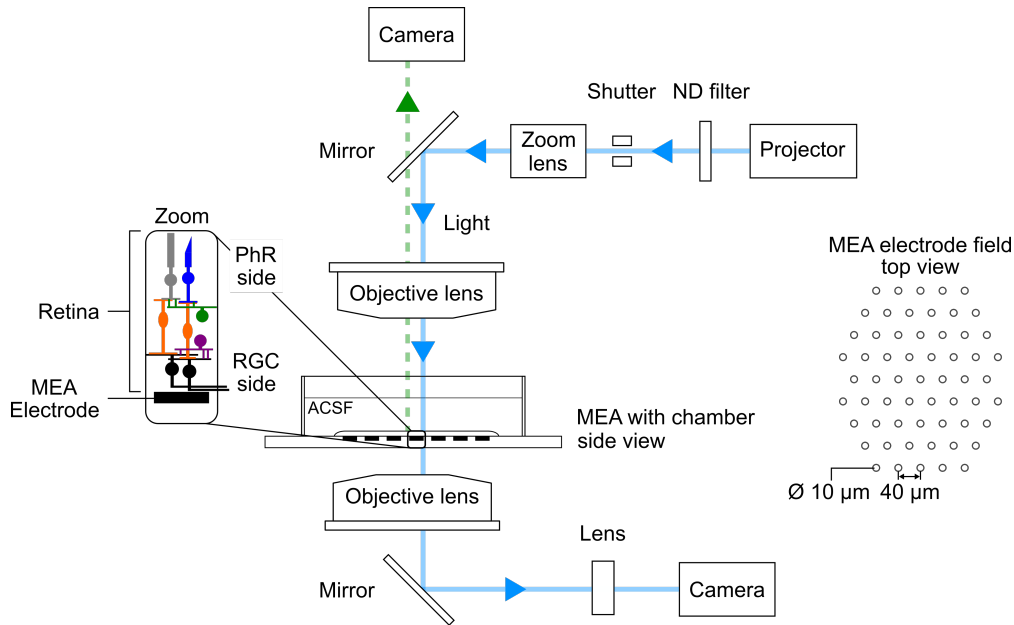 Camera
Shutter
ND filter
Mirror
Zoom
lens
Projector
Zoom
Light
PhR
side
MEA electrode field
top view
Objective lens
Retina
RGC
side
MEA
Electrode
ACSF
MEA with chamber
side view
Objective lens
Ø 10 µm
40 µm
Lens
Mirror
Camera